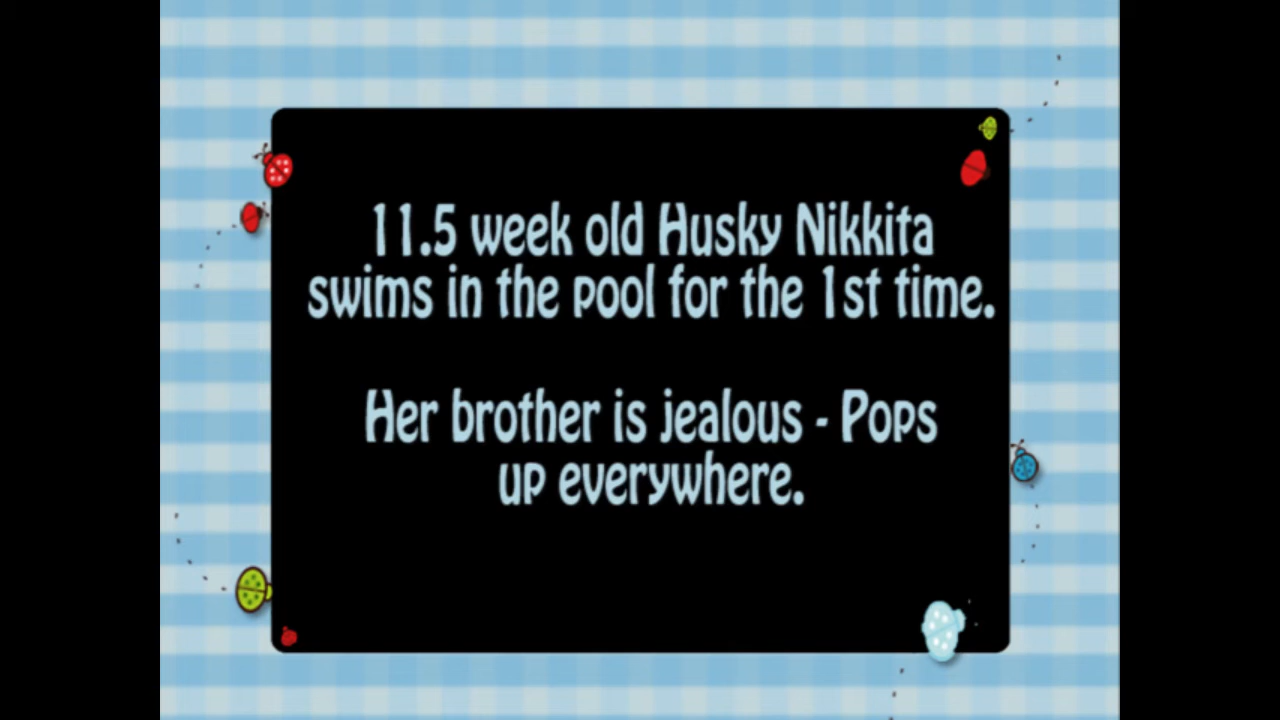 11.5 week old Husky Nikkita
swims in the pool for the 1st time.
Her brother is jealous - Pops
up everywhere.